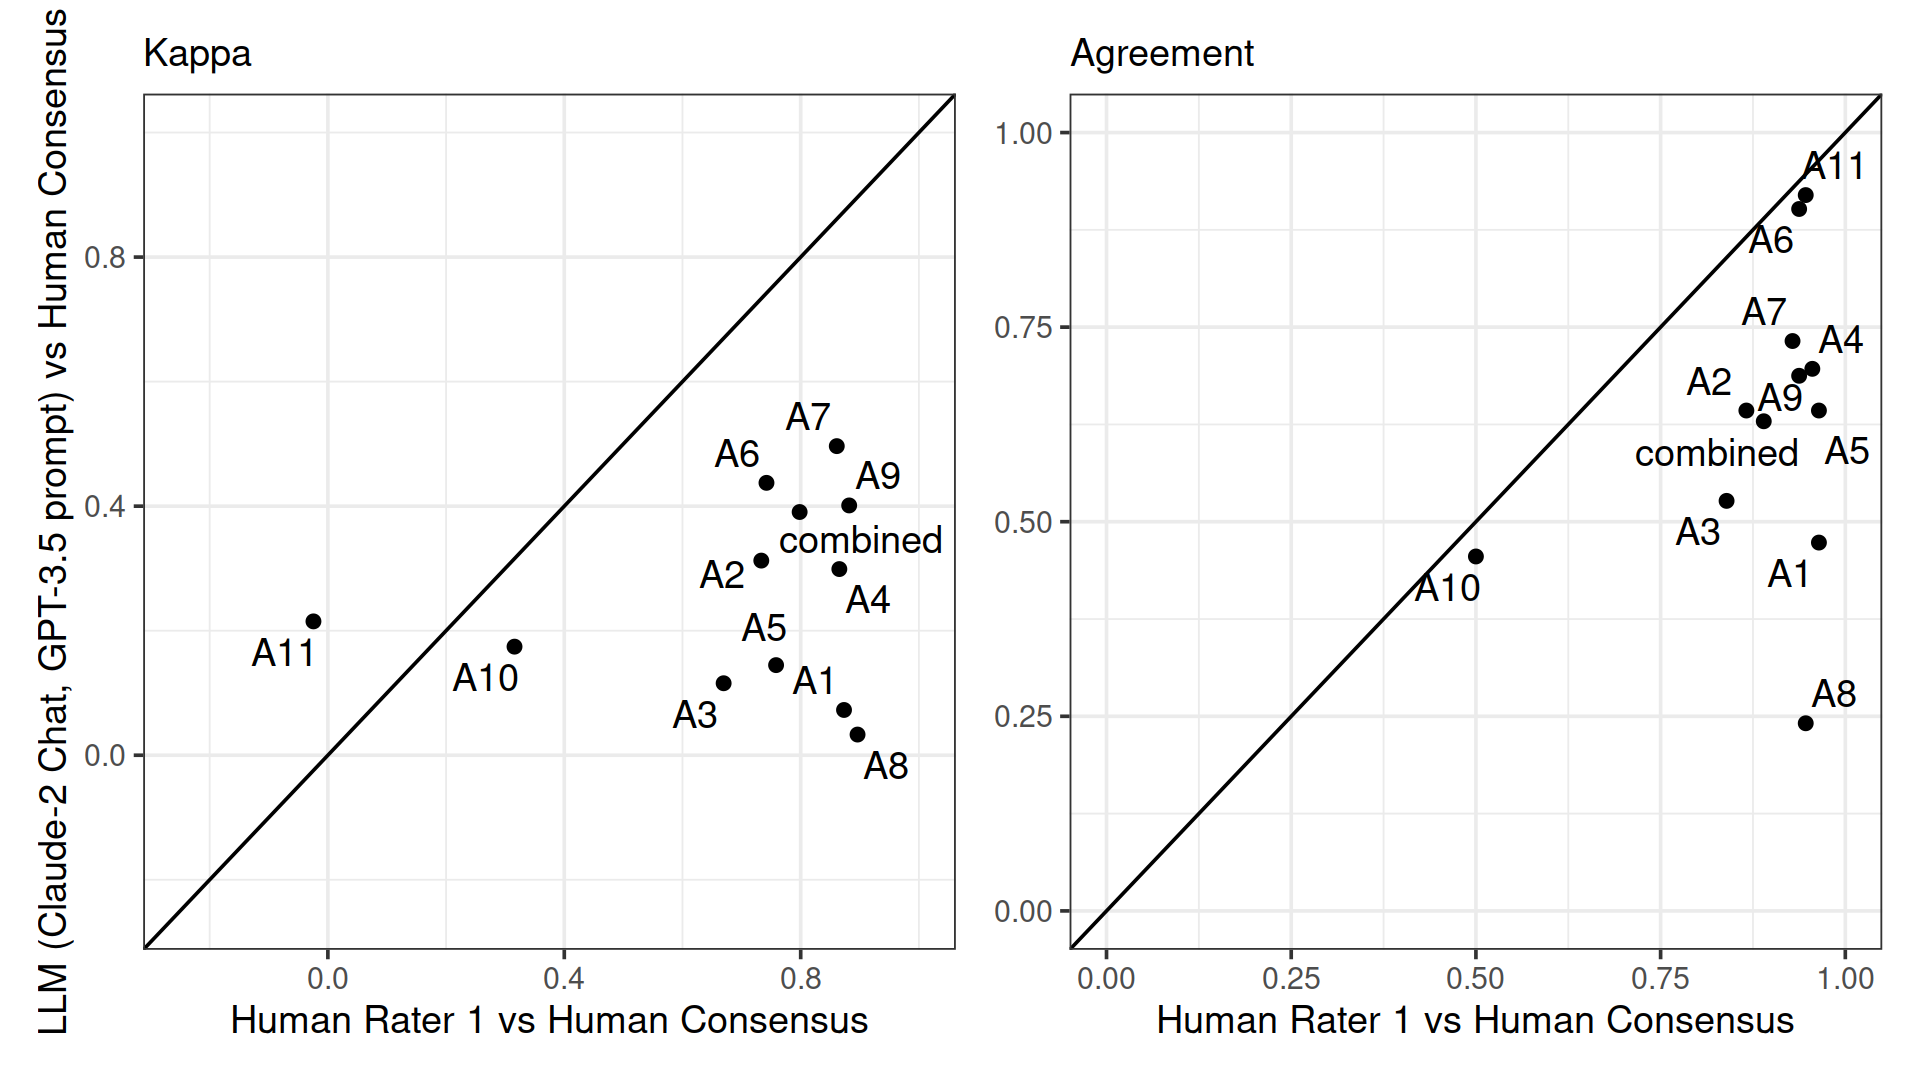 LLM (Claude-2 Chat, GPT-3.5 prompt) vs Human Consensus
Kappa
0.8
0.4
0.0
A7
A6
A9
combined
A2
A4
A5
A11
A10
A1
A3
A8
0.0 0.4 0.8
Human Rater 1 vs Human Consensus
Agreement
1.00
0.75
0.50
0.25
0.00
A11
A6
A7
A4
A2
A9
combined
A5
A3
A1
A10
A8
0.00 0.25 0.50 0.75 1.00
Human Rater 1 vs Human Consensus